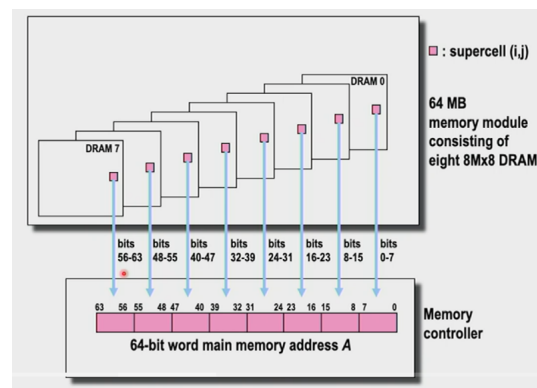 DRAM 0
: supercell (i,j)
64 MB
memory module
consisting of
eight 8Mx8 DRAM
DRAM 7
bits bits bits bits bits bits bits bits
56-63 48-55 40-47 32-39 24-31 16-23 8-15 0-7
63 56 55 48 47 40 39 32 31 24 23 16 15 8 7 0
64-bit word main memory address A
Memory
controller